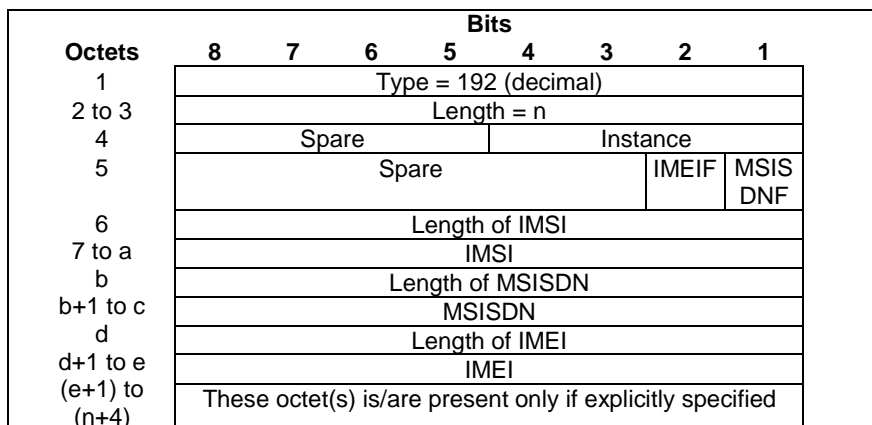 Bits
Octets 8 7 6 5 4 3 2 1
1 Type = 192 (decimal)
2 to 3 Length = n
4 Spare Instance
5 Spare IMEIF MSIS
DNF
6 Length of IMSI
7 to a IMSI
b Length of MSISDN
b+1 to c MSISDN
d Length of IMEI
d+1 to e IMEI
(e+1) to These octet(s) is/are present only if explicitly specified
(n+4)